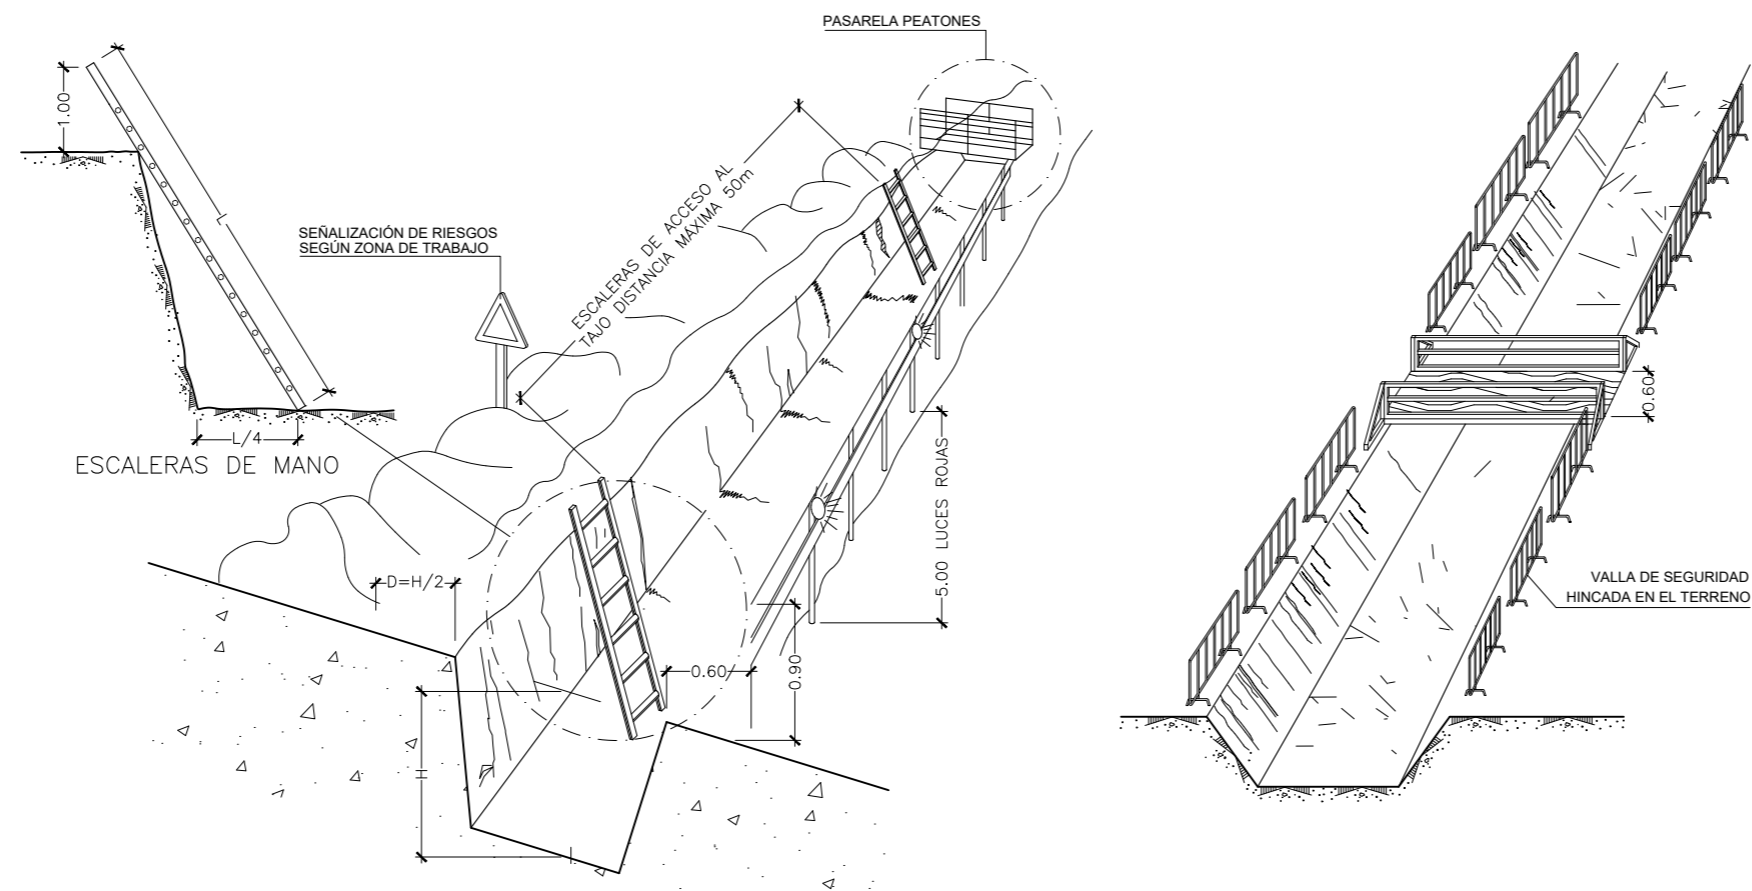 PASARELA PEATONES
1.00
L
L/4
ESCALERAS DE MANO
SEÑALIZACIÓN DE RIESGOS
SEGÚN ZONA DE TRABAJO
ESCALERAS DE ACCESO AL
TAJO DISTANCIA MÁXIMA 50m
D=H/2
H
0.60
0.90
5.00 LUCES ROJAS
0.60
VALLA DE SEGURIDAD
HINCADA EN EL TERRENO